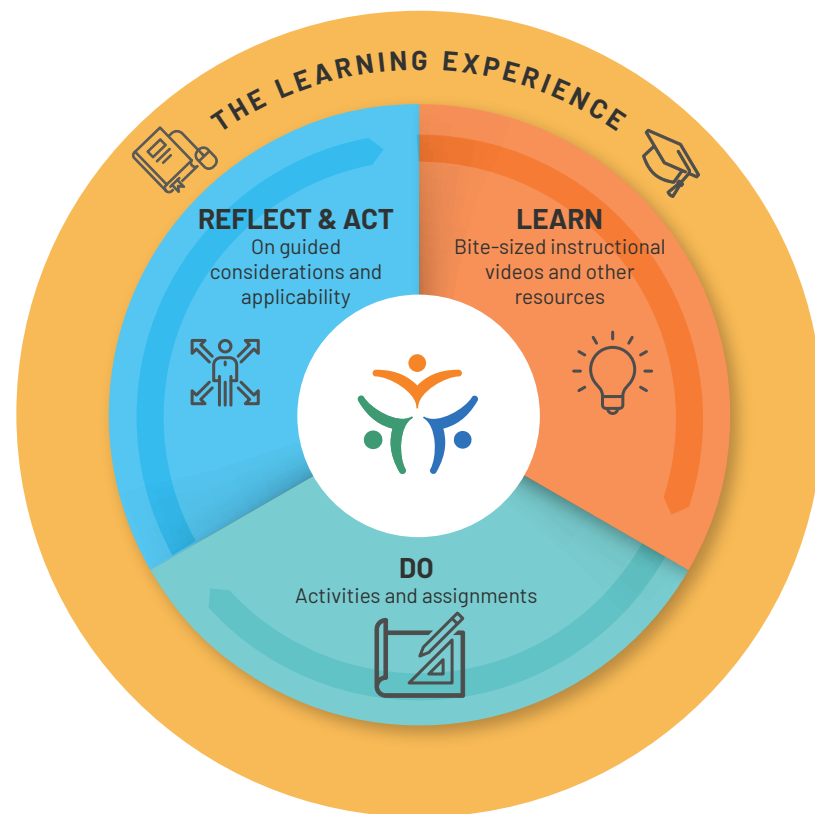 THE LEARNING EXPERIENCE
REFLECT & ACT
On guided
considerations and
applicability
LEARN
Bite-sized instructional
videos and other
resources
DO
Activities and assignments